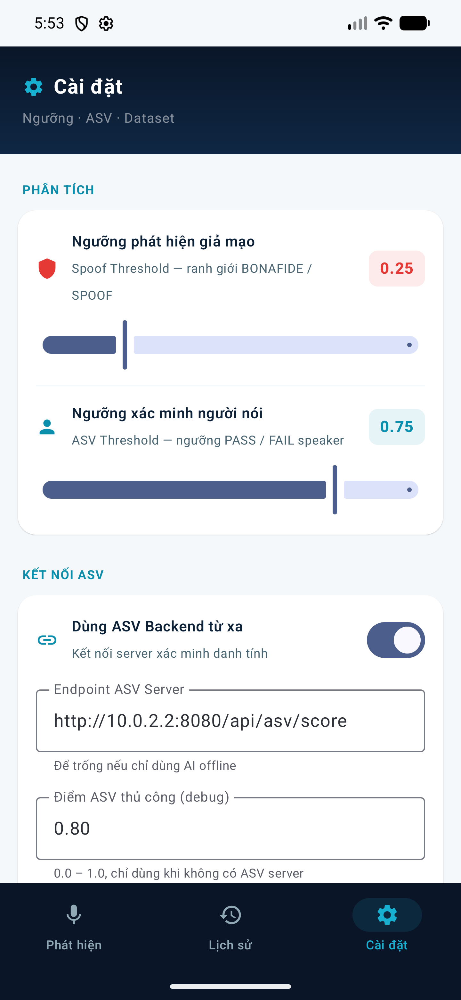 5:53
Cài đặt
Ngưỡng · ASV · Dataset
PHÂN TÍCH
Ngưỡng phát hiện giả mạo
Spoof Threshold — ranh giới BONAFIDE /
SPOOF
0.25
Ngưỡng xác minh người nói
ASV Threshold — ngưỡng PASS / FAIL speaker
0.75
KẾT NỐI ASV
Dùng ASV Backend từ xa
Kết nối server xác minh danh tính
Endpoint ASV Server
http://10.0.2.2:8080/api/asv/score
Để trống nếu chỉ dùng AI offline
Điểm ASV thủ công (debug)
0.80
0.0 – 1.0, chỉ dùng khi không có ASV server
Phát hiện
Lịch sử
Cài đặt